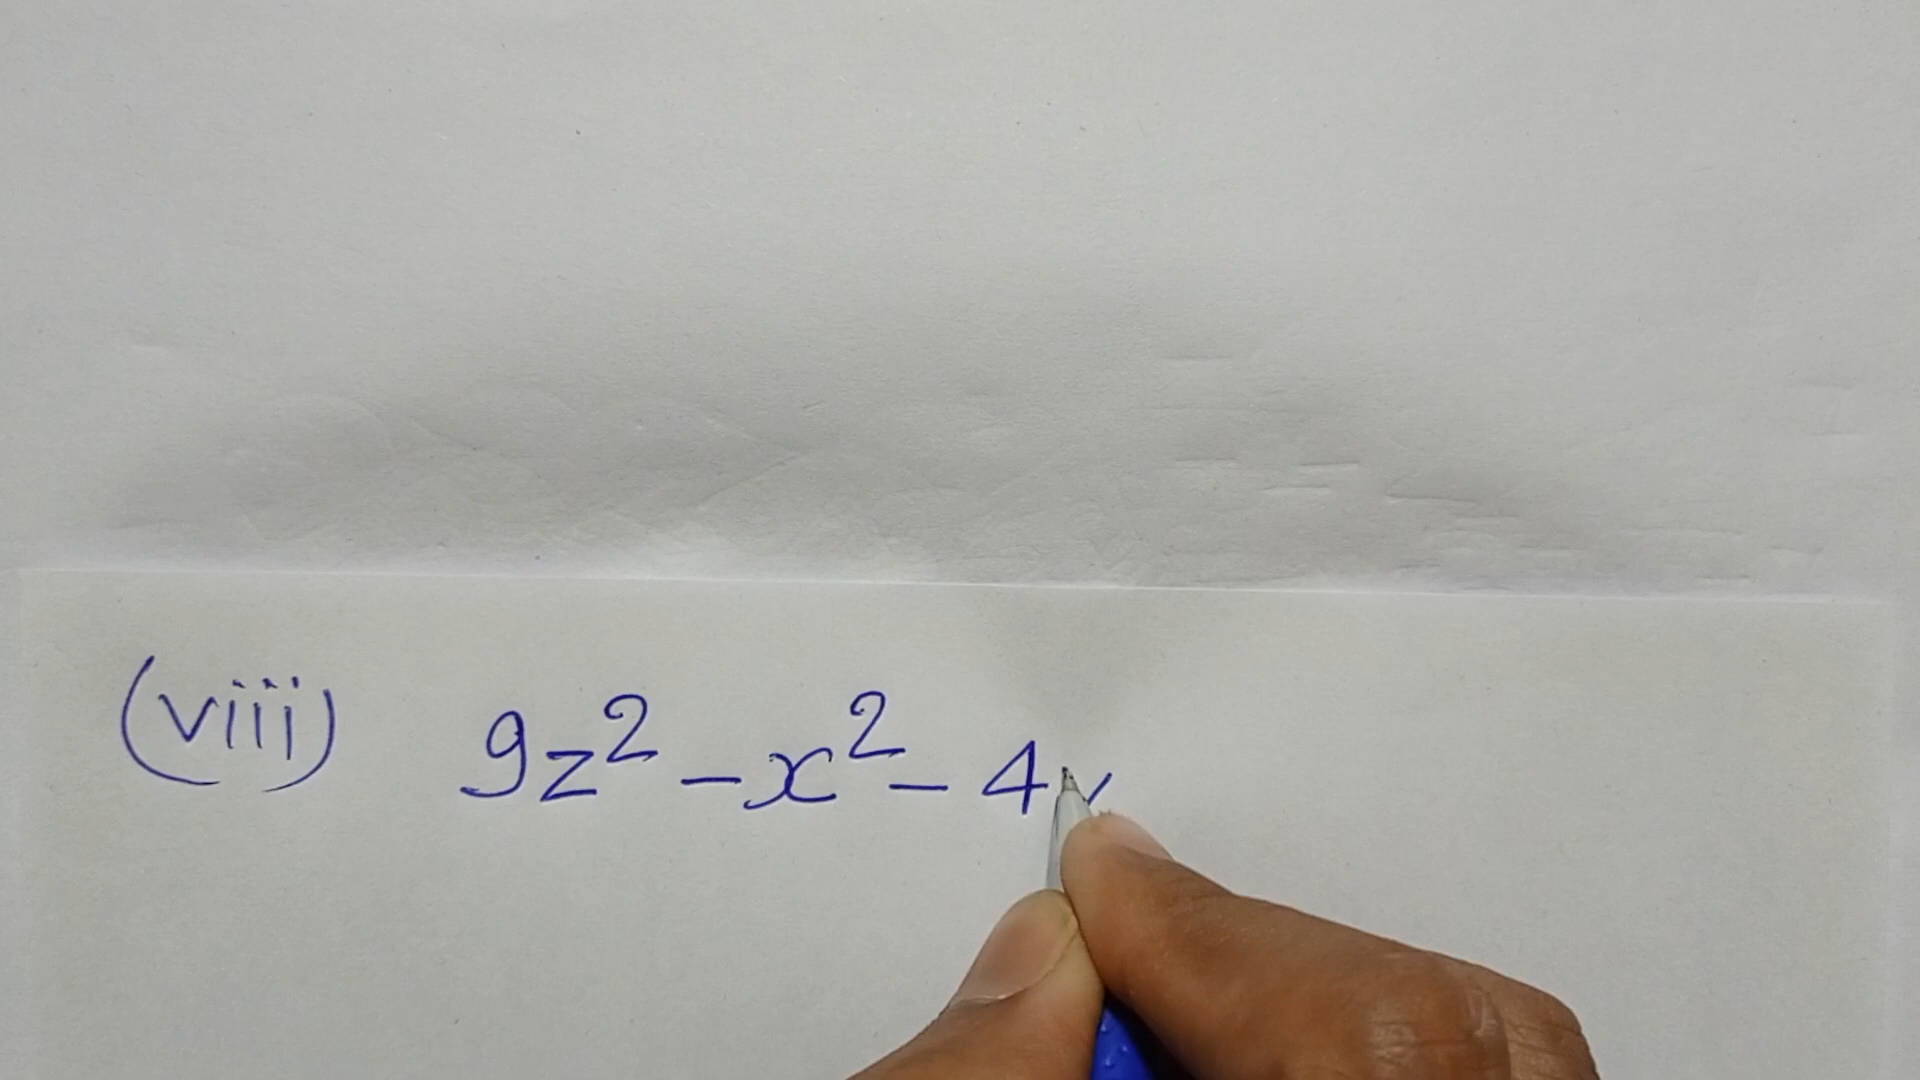 (viii) 9z² - x² - 4